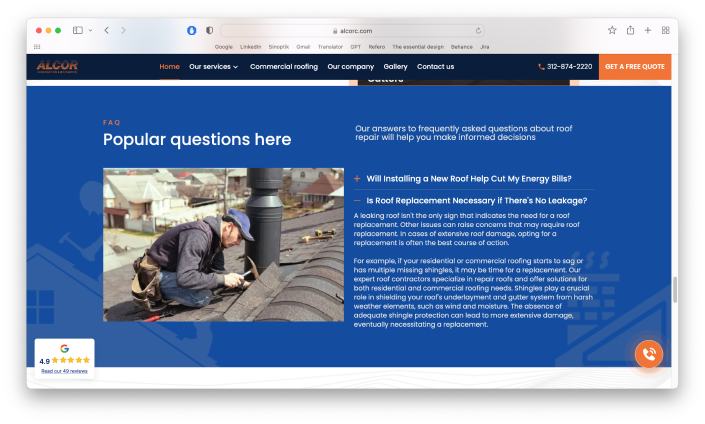 alcorc.com
Google LinkedIn Sinoptik Gmail Translator GPT Refero The essential design Behance Jira
ALCOR
Home Our services Commercial roofing Our company Gallery Contact us 312-874-2220 GET A FREE QUOTE
FAQ
Popular questions here
Our answers to frequently asked questions about roof
repair will help you make informed decisions
+ Will Installing a New Roof Help Cut My Energy Bills?
— Is Roof Replacement Necessary if There's No Leakage?
A leaking roof isn't the only sign that indicates the need for a roof
replacement. Other issues can raise concerns that may require roof
replacement. In cases of extensive roof damage, opting for a
replacement is often the best course of action.
For example, if your residential or commercial roofing starts to sag or
has multiple missing shingles, it may be time for a replacement. Our
expert roof contractors specialize in repair roofs and offer solutions for
both residential and commercial roofing needs. Shingles play a crucial
role in shielding your roof's underlayment and gutter system from harsh
weather elements, such as wind and moisture. The absence of
adequate shingle protection can lead to more extensive damage,
eventually necessitating a replacement.
G
4.9
Read our 49 reviews